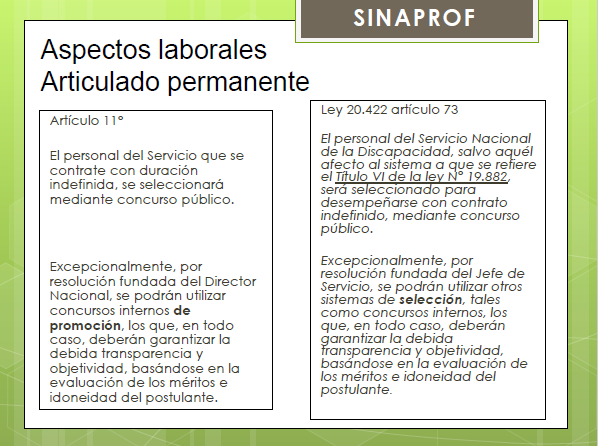 SINAPROF
Aspectos laborales
Articulado permanente
Artículo 11°
El personal del Servicio que se
contrate con duración
indefinida, se seleccionará
mediante concurso público.
Excepcionalmente, por
resolución fundada del Director
Nacional, se podrán utilizar
concursos internos de
promoción, los que, en todo
caso, deberán garantizar la
debida transparencia y
objetividad, basándose en la
evaluación de los méritos e
idoneidad del postulante.
Ley 20.422 artículo 73
El personal del Servicio Nacional
de la Discapacidad, salvo aquél
afecto al sistema a que se refiere
el Título VI de la ley N° 19.882,
será seleccionado para
desempeñarse con contrato
indefinido, mediante concurso
público.
Excepcionalmente, por
resolución fundada del Jefe de
Servicio, se podrán utilizar otros
sistemas de selección, tales
como concursos internos, los
que, en todo caso, deberán
garantizar la debida
transparencia y objetividad,
basándose en la evaluación de
los méritos e idoneidad del
postulante.